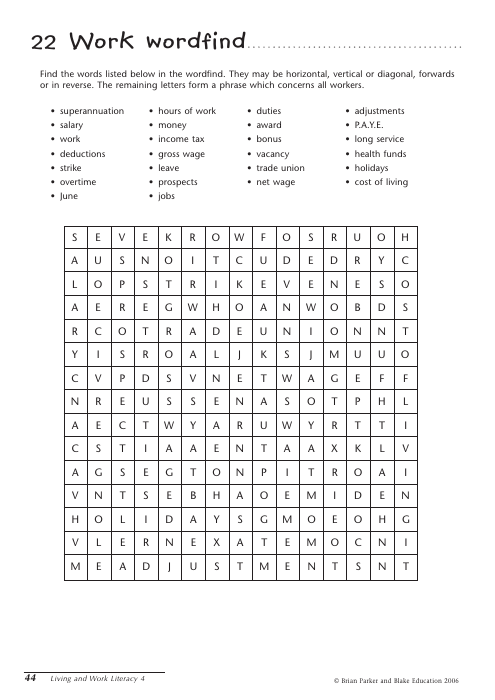 22 Work wordfind
Find the words listed below in the wordfind. They may be horizontal, vertical or diagonal, forwards
or in reverse. The remaining letters form a phrase which concerns all workers.
• superannuation • hours of work • duties • adjustments
• salary • money • award • P.A.Y.E.
• work • income tax • bonus • long service
• deductions • gross wage • vacancy • health funds
• strike • leave • trade union • holidays
• overtime • prospects • net wage • cost of living
• June • jobs
S E V E K R O W F O S R U O H
A U S N O I T C U D E D R Y C
L O P S T R I K E V E N E S O
A E R E G W H O A N W O B D S
R C O T R A D E U N I O N N T
Y I S R O A L J K S J M U U O
C V P D S V N E T W A G E F F
N R E U S S E N A S O T P H L
A E C T W Y A R U W Y R T T I
C S T I A A E N T A A X K L V
A G S E G T O N P I T R O A I
V N T S E B H A O E M I D E N
H O L I D A Y S G M O E O H G
V L E R N E X A T E M O C N I
M E A D J U S T M E N T S N T
44 Living and Work Literacy 4
© Brian Parker and Blake Education 2006